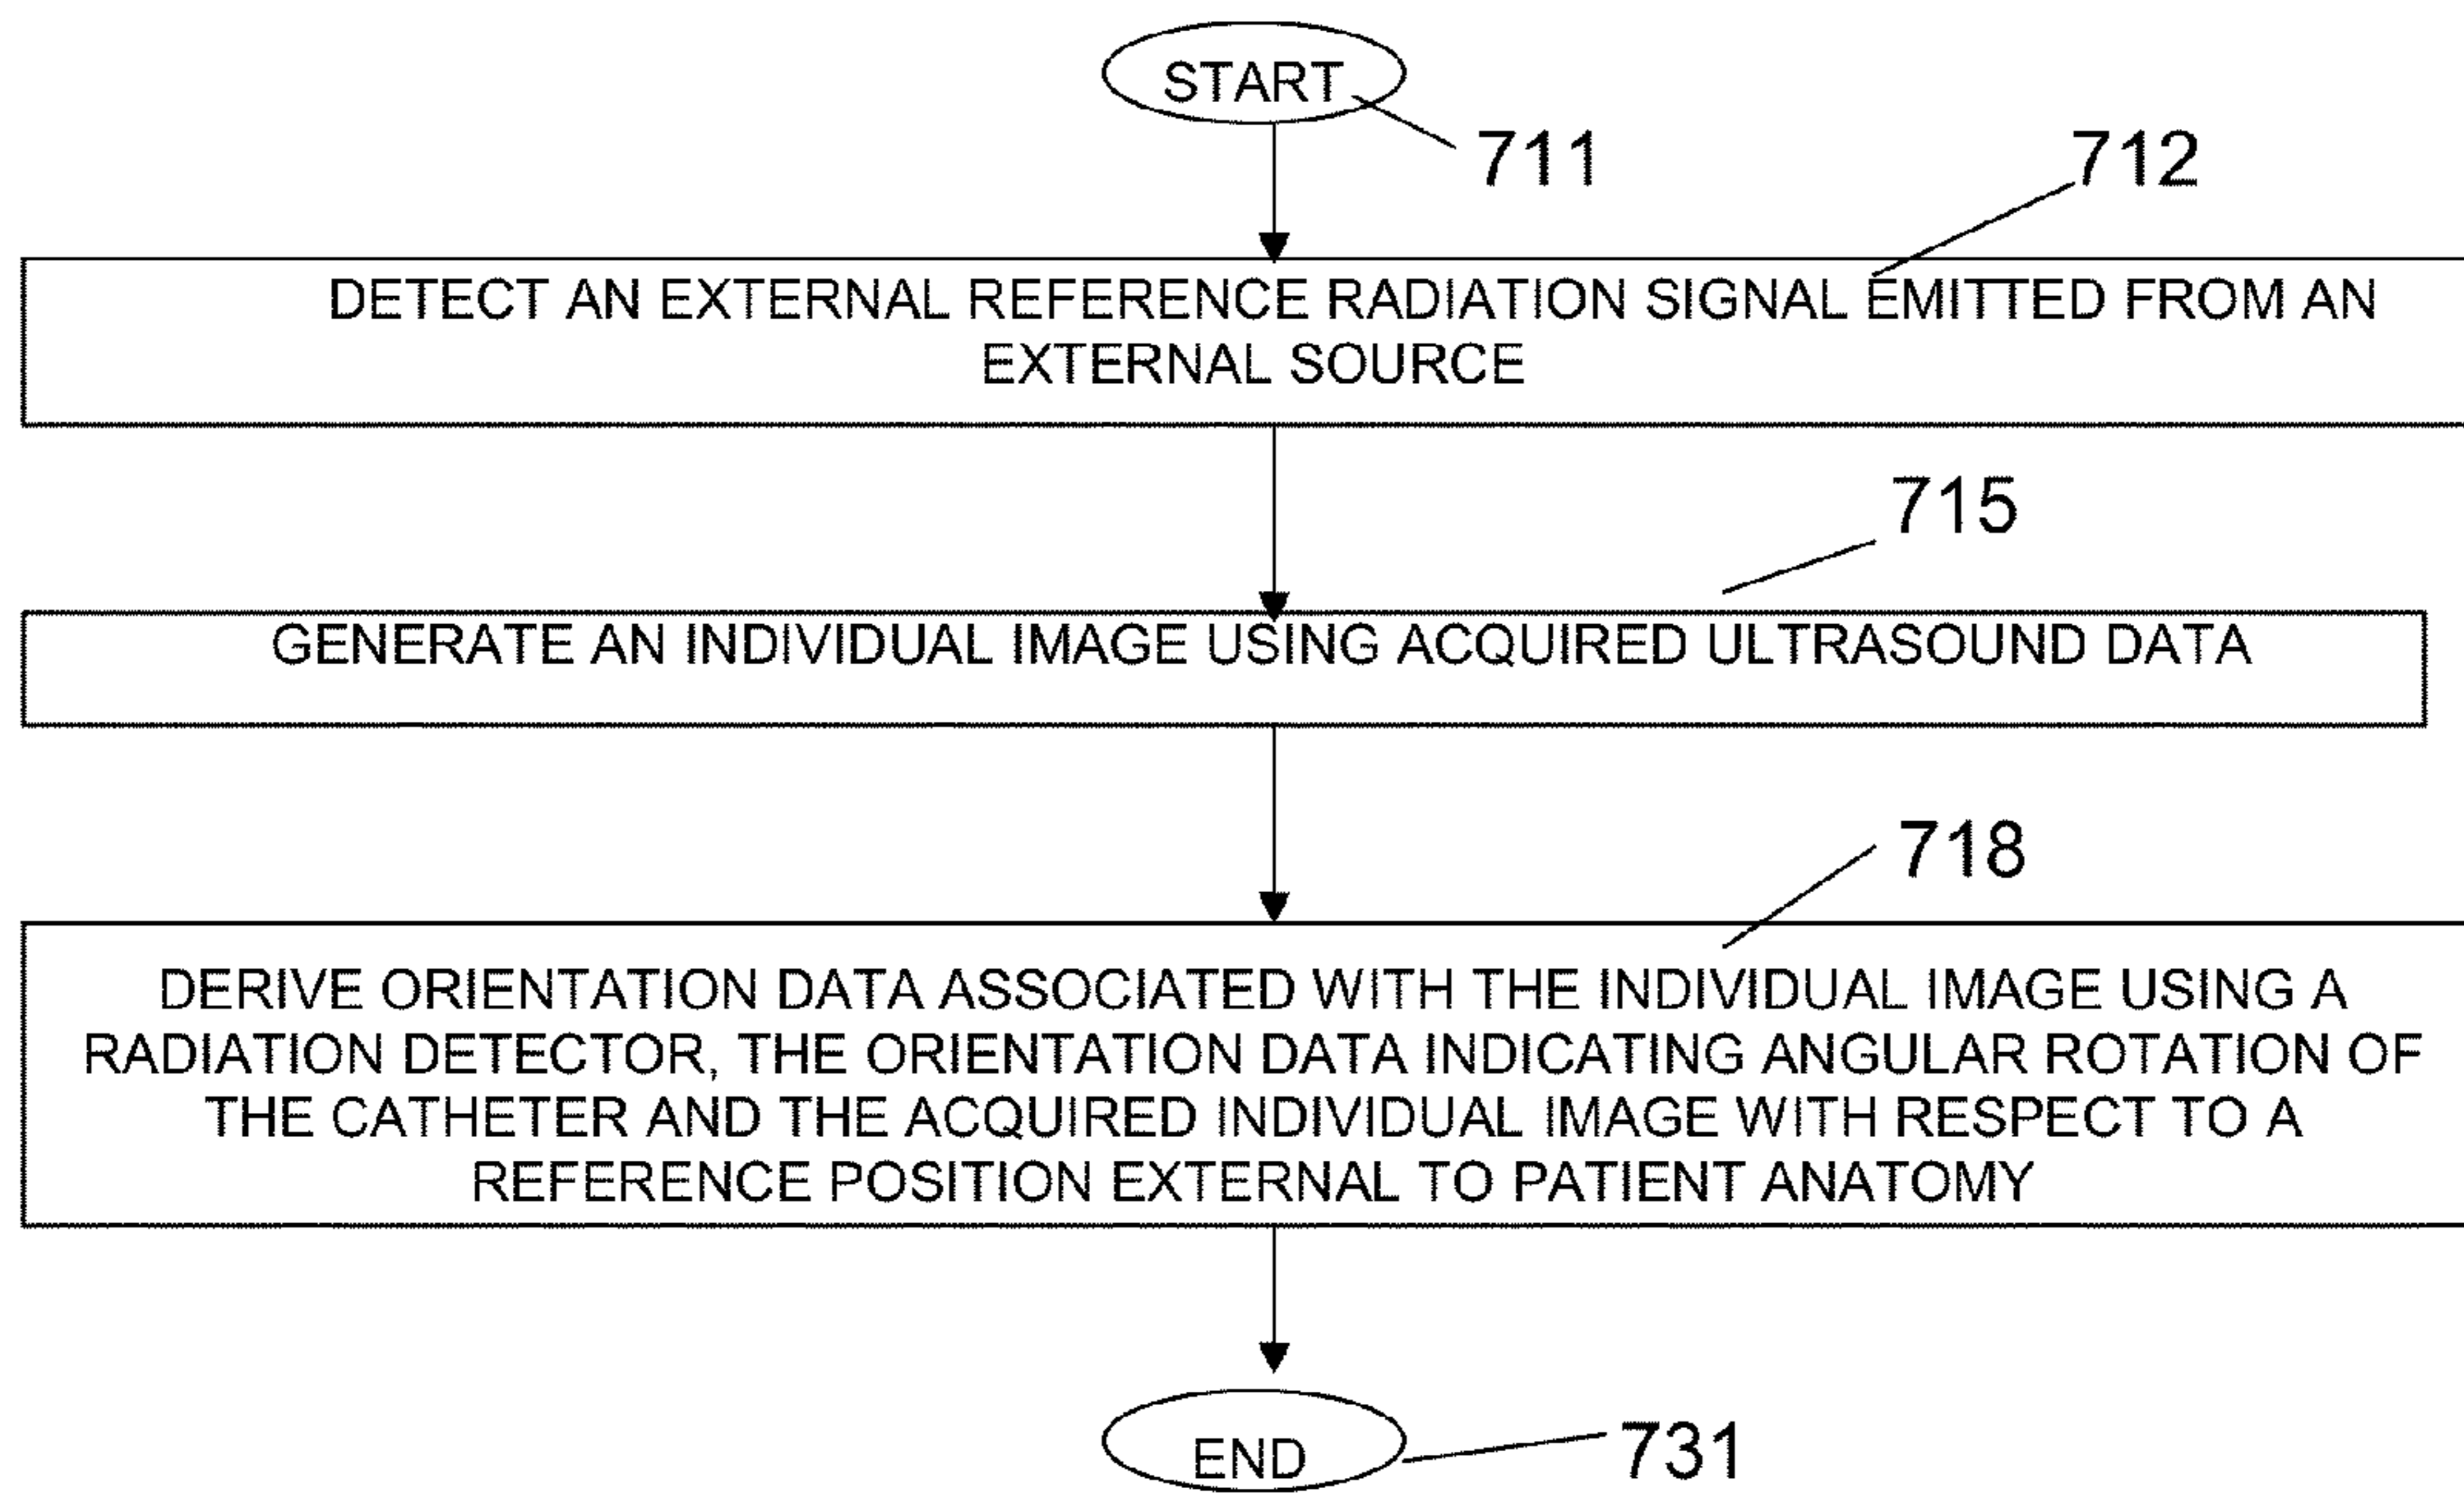 START
711
712
DETECT AN EXTERNAL REFERENCE RADIATION SIGNAL EMITTED FROM AN
EXTERNAL SOURCE
715
GENERATE AN INDIVIDUAL IMAGE USING ACQUIRED ULTRASOUND DATA
718
DERIVE ORIENTATION DATA ASSOCIATED WITH THE INDIVIDUAL IMAGE USING A
RADIATION DETECTOR, THE ORIENTATION DATA INDICATING ANGULAR ROTATION OF
THE CATHETER AND THE ACQUIRED INDIVIDUAL IMAGE WITH RESPECT TO A
REFERENCE POSITION EXTERNAL TO PATIENT ANATOMY
END
731